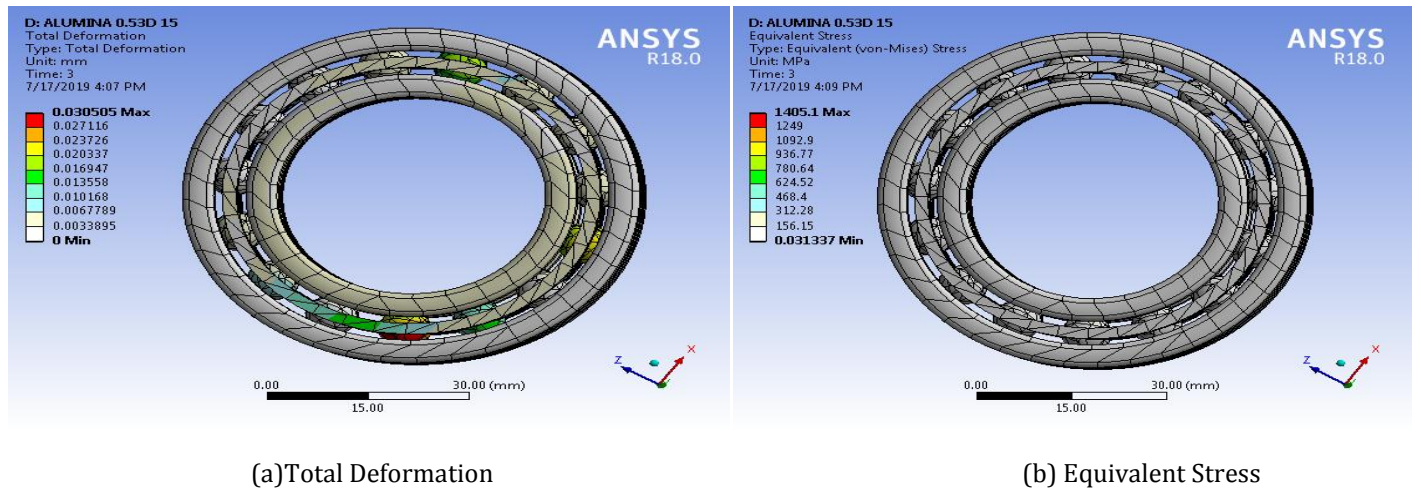 D: ALUMINA 0.53D 15
Total Deformation
Type: Total Deformation
Unit: mm
Time: 3
7/17/2019 4:07 PM
0.030505 Max
0.027116
0.023726
0.020337
0.016947
0.013558
0.010168
0.0067789
0.0033895
0 Min
ANSYS
R18.0
Z
X
0.00
30.00 (mm)
15.00
D: ALUMINA 0.53D 15
Equivalent Stress
Type: Equivalent (von-Mises) Stress
Unit: MPa
Time: 3
7/17/2019 4:09 PM
1405.1 Max
1249
1092.9
936.77
780.64
624.52
468.4
312.28
156.15
0.031337 Min
ANSYS
R18.0
Z
X
0.00
30.00 (mm)
15.00
(a)Total Deformation
(b) Equivalent Stress